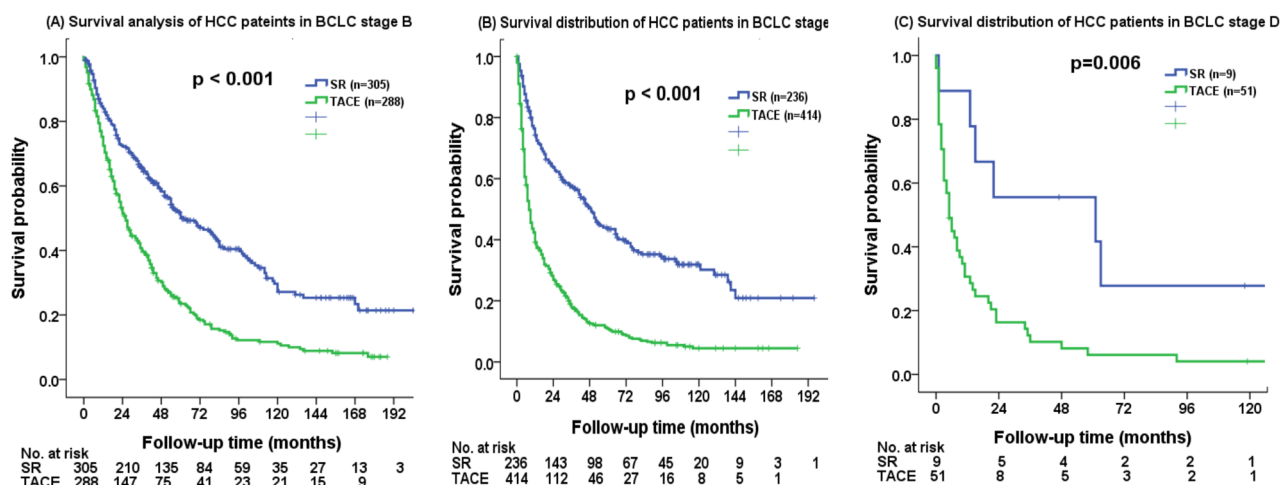 (A) Survival analysis of HCC pateints in BCLC stage B
p < 0.001
SR (n=305)
TACE (n=288)
Survival probability
1.0
0.8
0.6
0.4
0.2
0.0
0 24 48 72 96 120 144 168 192
Follow-up time (months)
No. at risk
SR 305 210 135 84 59 35 27 13 3
TACE 288 147 75 41 23 21 15 9
(B) Survival distribution of HCC patients in BCLC stage
p < 0.001
SR (n=236)
TACE (n=414)
Survival probability
1.0
0.8
0.6
0.4
0.2
0.0
0 24 48 72 96 120 144 168 192
Follow-up time (months)
No. at risk
SR 236 143 98 67 45 20 9 3 1
TACE 414 112 46 27 16 8 5 1
(C) Survival distribution of HCC patients in BCLC stage D
p=0.006
SR (n=9)
TACE (n=51)
Survival probability
1.0
0.8
0.6
0.4
0.2
0.0
0 24 48 72 96 120
Follow-up time (months)
No. at risk
SR 9 5 4 2 2 1
TACE 51 8 5 3 2 1